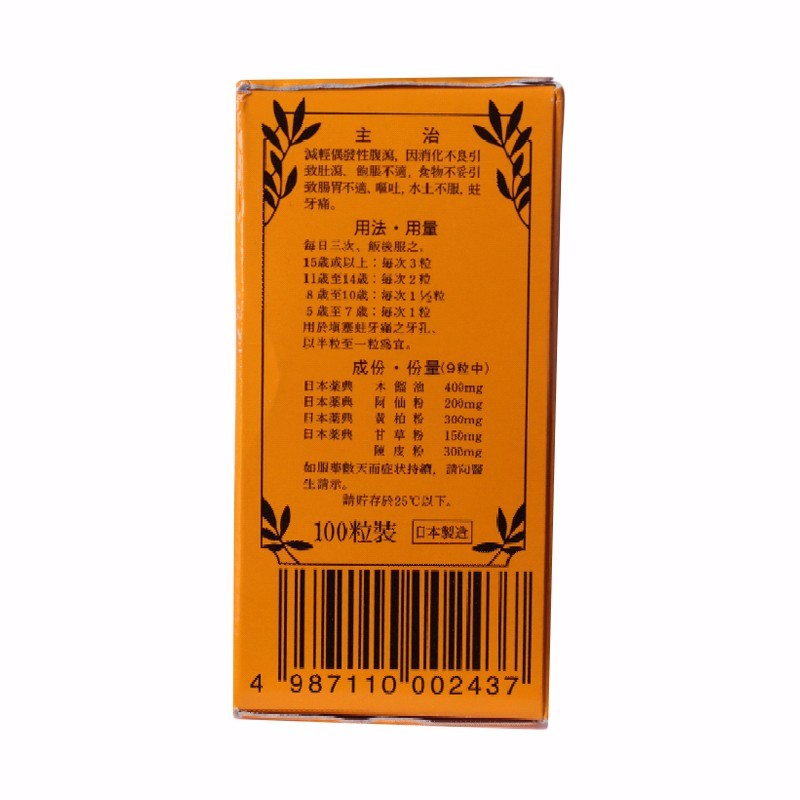 主 治
減輕偶發性腹瀉, 因消化不良引
致肚瀉、飽脹不適, 食物不妥引
致腸胃不適、嘔吐, 水土不服, 蛀
牙痛。
用法・用量
每日三次、飯後服之。
15歲或以上：每次3粒
11歲至14歲：每次2粒
8歲至10歲：每次1½粒
5歲至7歲：每次1粒
用於塡塞蛀牙痛之牙孔、
以半粒至一粒爲宜。
成份・份量(9粒中)
日本薬典 木餾油 400mg
日本薬典 阿仙粉 200mg
日本薬典 黃柏粉 300mg
日本薬典 甘草粉 150mg
陳皮粉 300mg
如服藥數天而症狀持續, 請向醫
生請示。
請貯存於25℃以下。
100粒裝 日本製造
4 987110 002437